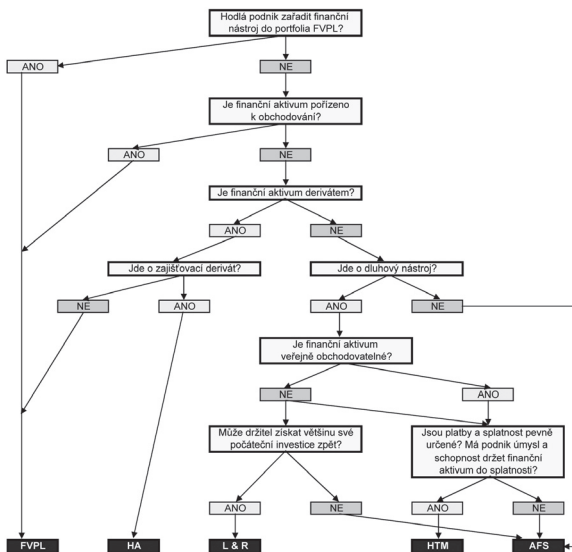 Hodlá podnik zařadit finanční
nástroj do portfolia FVPL?
ANO
NE
Je finanční aktivum pořízeno
k obchodování?
ANO
NE
Je finanční aktivum derivátem?
ANO
NE
Jde o zajišťovací derivát?
Jde o dluhový nástroj?
NE
ANO
ANO
NE
Je finanční aktivum
veřejně obchodovatelné?
NE
ANO
Může držitel získat většinu své
počáteční investice zpět?
Jsou platby a splatnost pevně
určené? Má podnik úmysl a
schopnost držet finanční
aktivum do splatnosti?
ANO
NE
ANO
NE
FVPL
HA
L & R
HTM
AFS